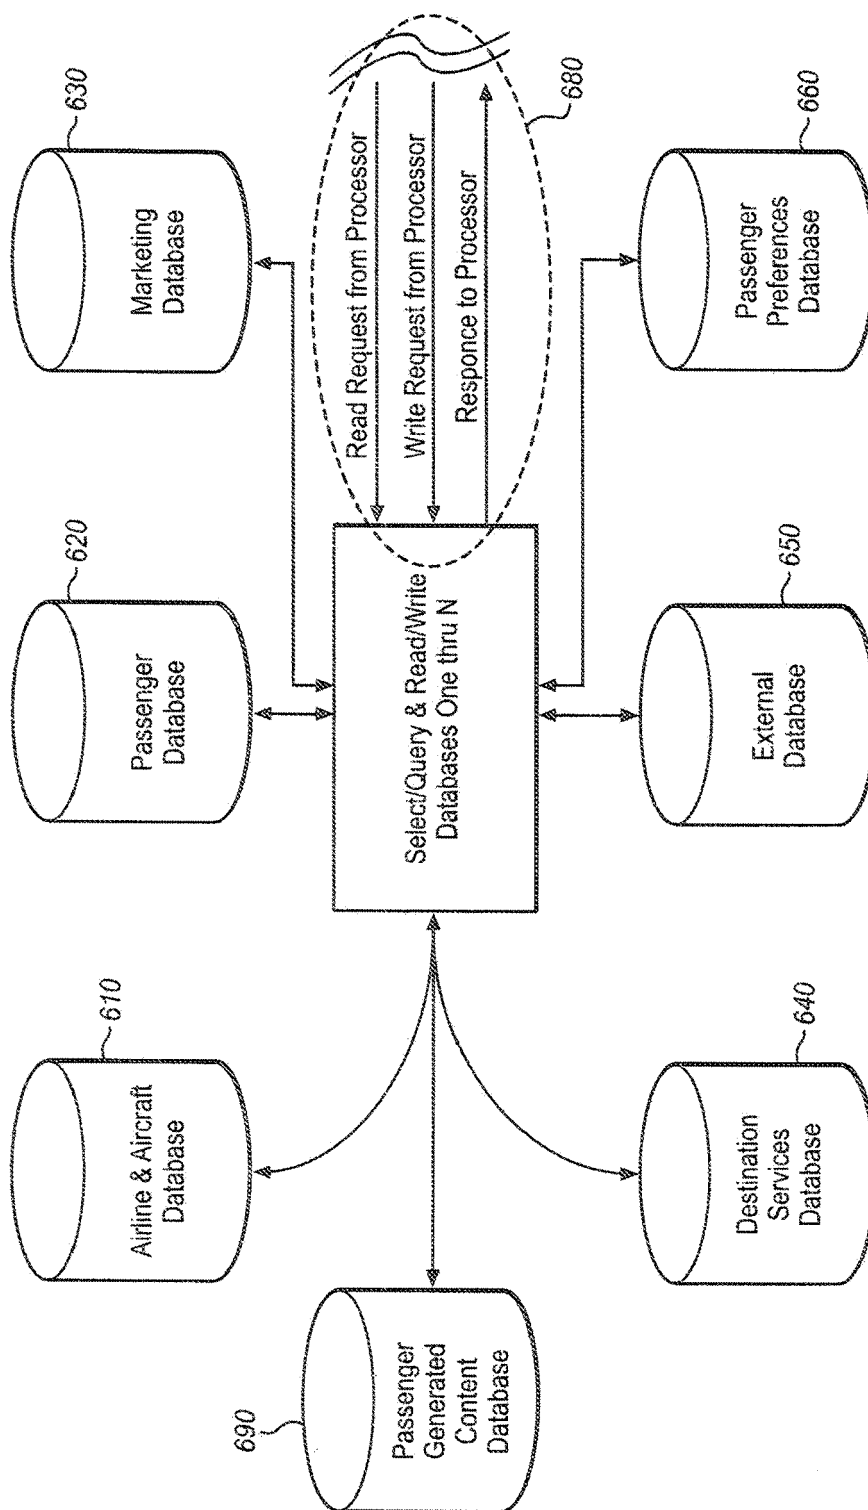 610
Airline & Aircraft
Database
620
Passenger
Database
630
Marketing
Database
690
Passenger
Generated
Content
Database
Select/Query & Read/Write
Databases One thru N
Read Request from Processor
Write Request from Processor
Responce to Processor
680
640
Destination
Services
Database
650
External
Database
660
Passenger
Preferences
Database